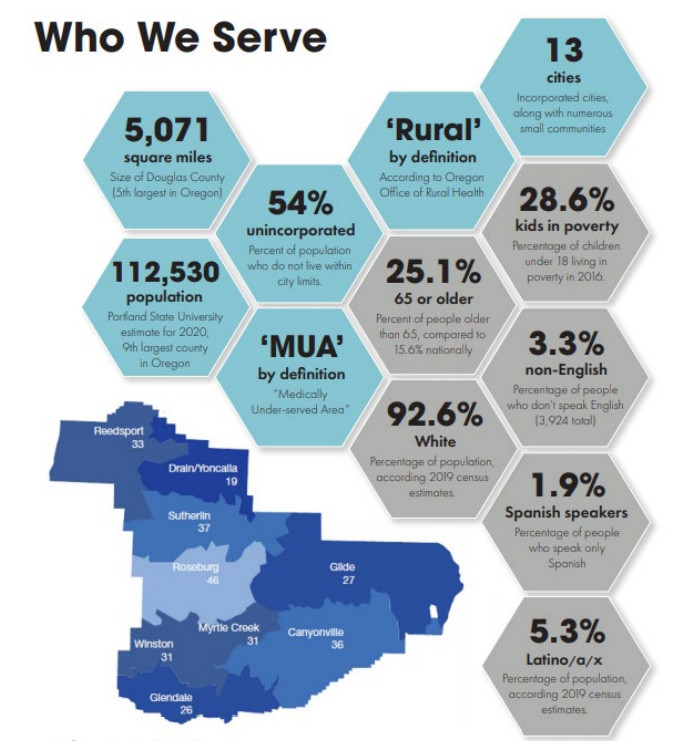 Who We Serve
13
cities
Incorporated cities,
along with numerous
small communities
5,071
square miles
Size of Douglas County
(5th largest in Oregon)
‘Rural’
by definition
According to Oregon
Office of Rural Health
54%
unincorporated
Percent of population
who do not live within
city limits.
28.6%
kids in poverty
Percentage of children
under 18 living in
poverty in 2016.
112,530
population
Portland State University
estimate for 2020,
9th largest county
in Oregon
25.1%
65 or older
Percent of people older
than 65, compared to
15.6% nationally
‘MUA’
by definition
"Medically
Under-served Area"
3.3%
non-English
Percentage of people
who don't speak English
(3,924 total)
92.6%
White
Percentage of population,
according 2019 census
estimates.
1.9%
Spanish speakers
Percentage of people
who speak only
Spanish
5.3%
Latino/a/x
Percentage of population,
according 2019 census
estimates.
Reedsport
33
Drain/Yoncalla
19
Sutherlin
37
Roseburg
46
Glide
27
Myrtle Creek
31
Canyonville
36
Winston
31
Glendale
26